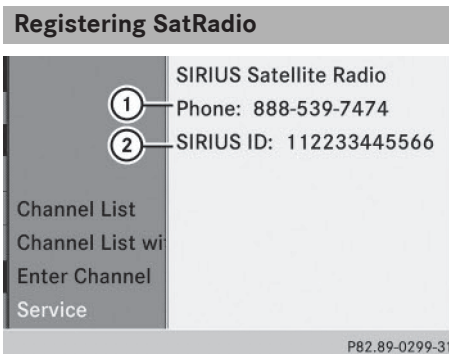 Registering SatRadio
SIRIUS Satellite Radio
1
Phone: 888-539-7474
2
SIRIUS ID: 112233445566
Channel List
Channel List wi
Enter Channel
Service
P82.89-0299-31